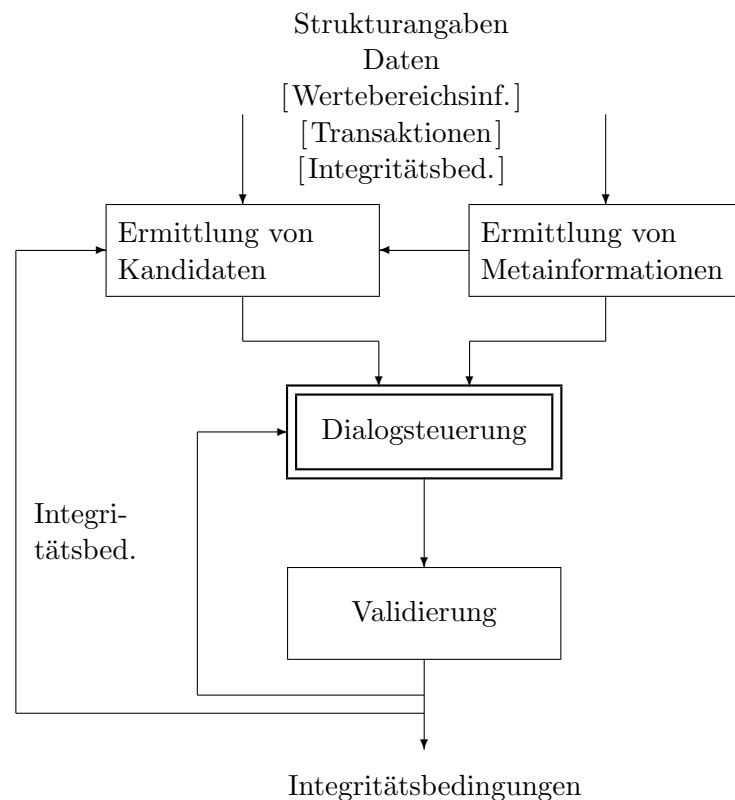 Strukturangaben
Daten
[Wertebereichsinf.]
[Transaktionen]
[Integritätsbed.]
Ermittlung von
Kandidaten
Ermittlung von
Metainformationen
Dialogsteuerung
Integri-
tätsbed.
Validierung
Integritätsbedingungen